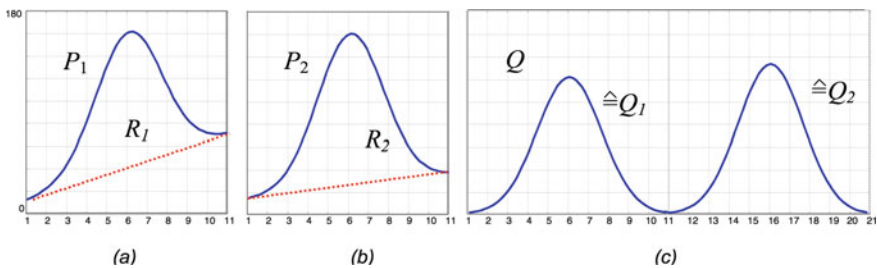 180
P₁
R₁
0
1 2 3 4 5 6 7 8 9 10 11
(a)
P₂
R₂
1 2 3 4 5 6 7 8 9 10 11
(b)
Q
≙Q₁
≙Q₂
1 2 3 4 5 6 7 8 9 10 11 12 13 14 15 16 17 18 19 20 21
(c)